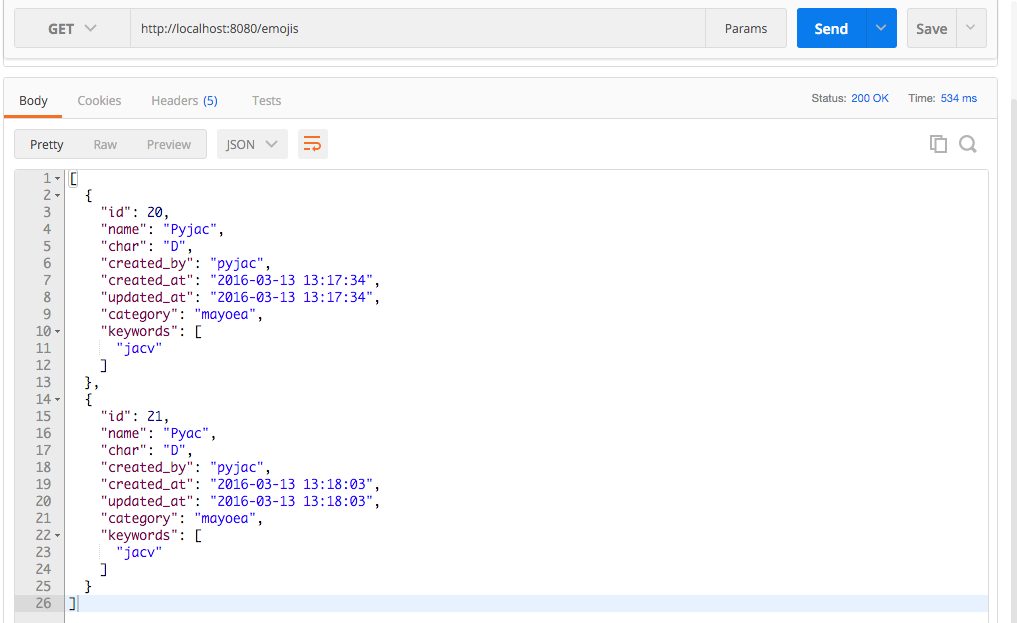 GET http://localhost:8080/emojis Params Send Save
Body Cookies Headers (5) Tests Status: 200 OK Time: 534 ms
Pretty Raw Preview JSON
1 [
2 {
3 "id": 20,
4 "name": "Pyjac",
5 "char": "D",
6 "created_by": "pyjac",
7 "created_at": "2016-03-13 13:17:34",
8 "updated_at": "2016-03-13 13:17:34",
9 "category": "mayoea",
10 "keywords": [
11 "jacv"
12 ]
13 },
14 {
15 "id": 21,
16 "name": "Pyac",
17 "char": "D",
18 "created_by": "pyjac",
19 "created_at": "2016-03-13 13:18:03",
20 "updated_at": "2016-03-13 13:18:03",
21 "category": "mayoea",
22 "keywords": [
23 "jacv"
24 ]
25 }
26 ]